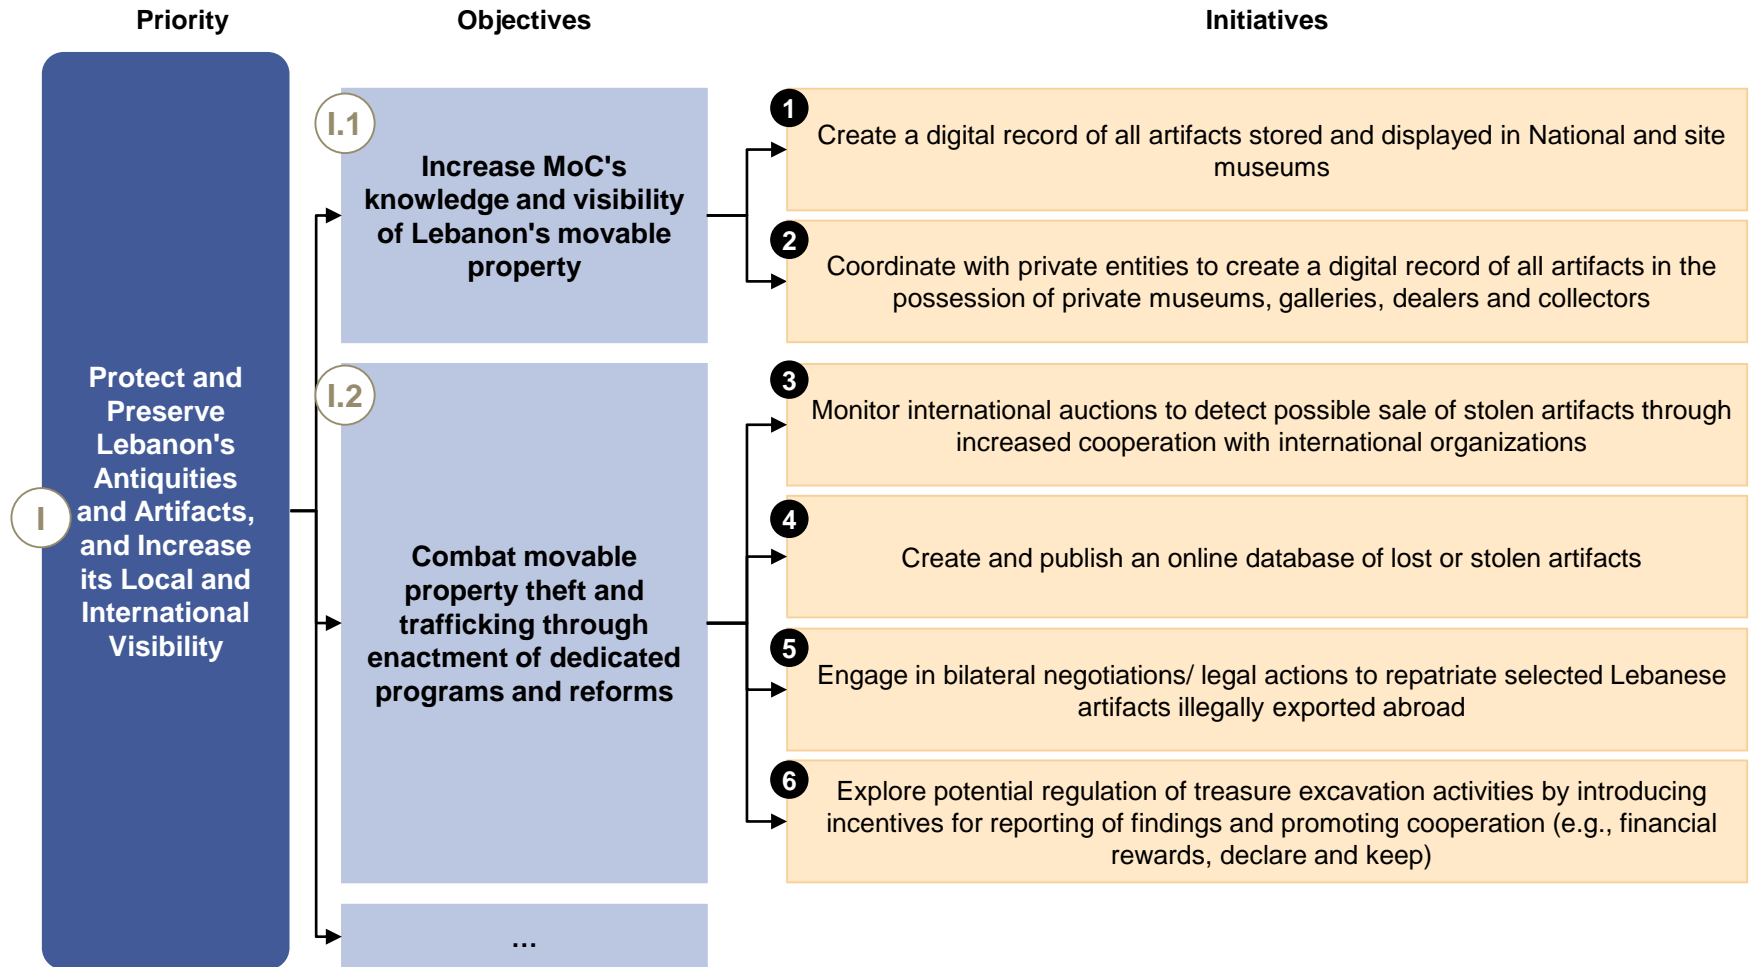 Priority
Objectives
Initiatives
I
Protect and
Preserve
Lebanon's
Antiquities
and Artifacts,
and Increase
its Local and
International
Visibility
I.1
Increase MoC's
knowledge and visibility
of Lebanon's movable
property
1
Create a digital record of all artifacts stored and displayed in National and site
museums
2
Coordinate with private entities to create a digital record of all artifacts in the
possession of private museums, galleries, dealers and collectors
I.2
Combat movable
property theft and
trafficking through
enactment of dedicated
programs and reforms
3
Monitor international auctions to detect possible sale of stolen artifacts through
increased cooperation with international organizations
4
Create and publish an online database of lost or stolen artifacts
5
Engage in bilateral negotiations/ legal actions to repatriate selected Lebanese
artifacts illegally exported abroad
6
Explore potential regulation of treasure excavation activities by introducing
incentives for reporting of findings and promoting cooperation (e.g., financial
rewards, declare and keep)
…